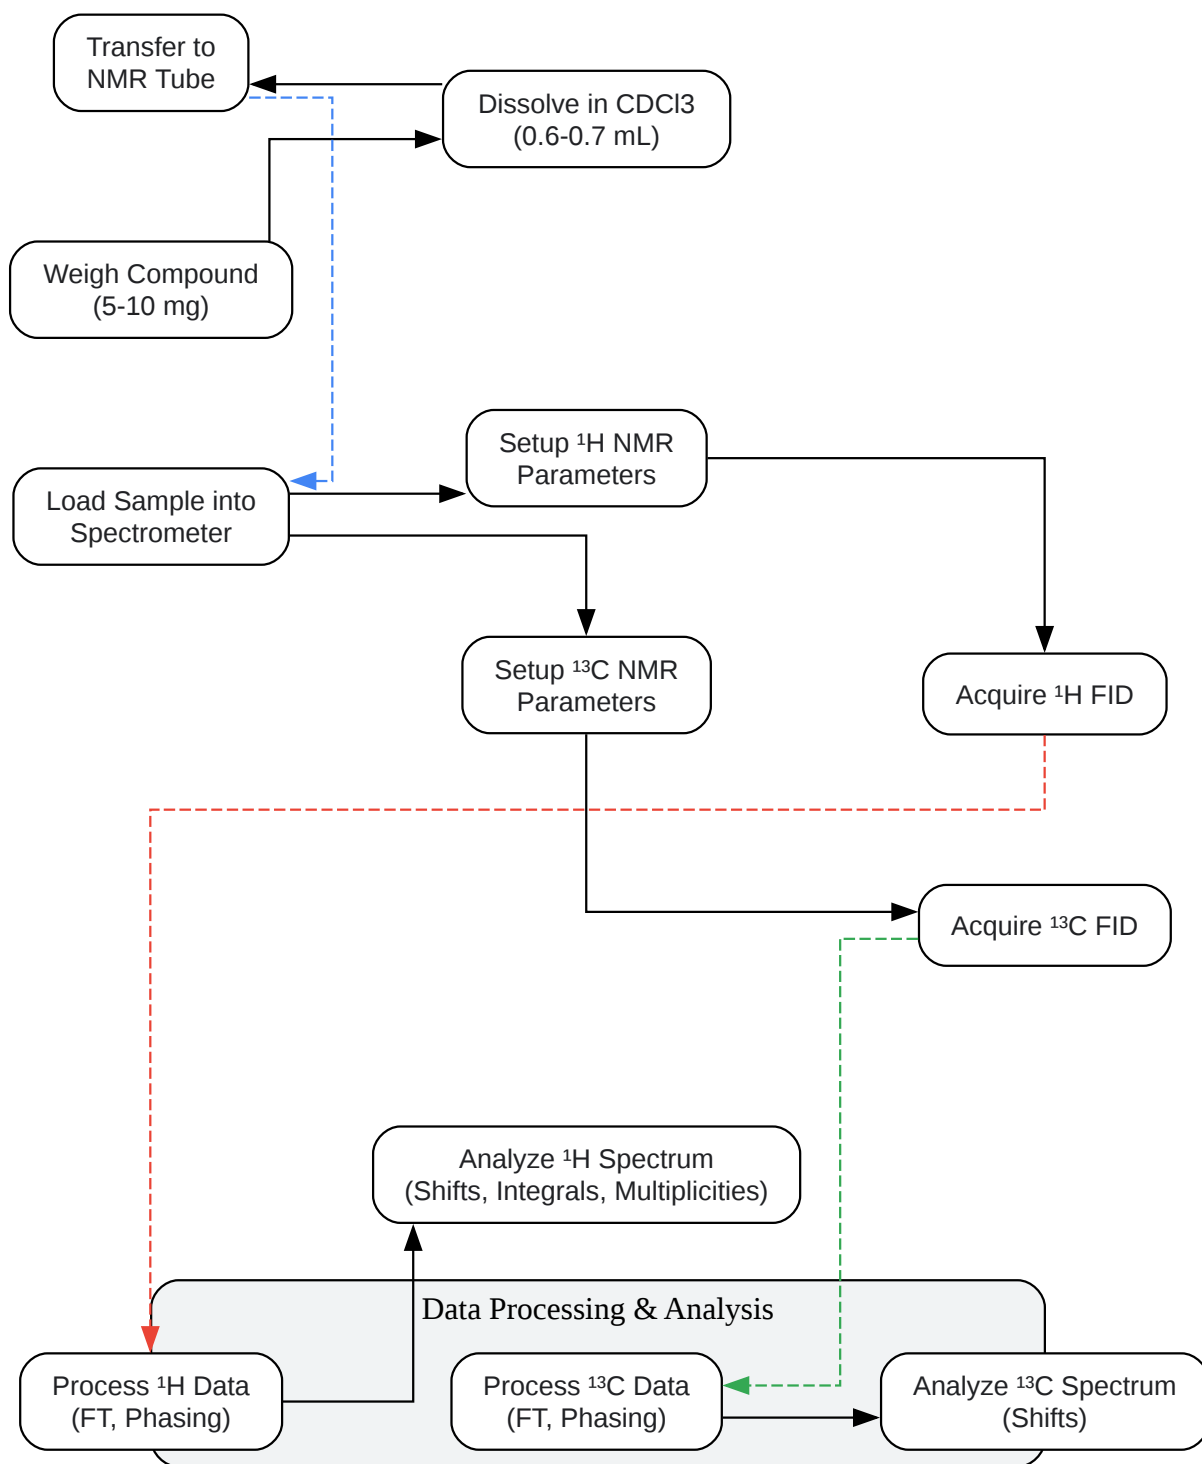 Transfer to
NMR Tube
Dissolve in CDCl3
(0.6-0.7 mL)
Weigh Compound
(5-10 mg)
Setup ¹H NMR
Parameters
Load Sample into
Spectrometer
Setup ¹³C NMR
Parameters
Acquire ¹H FID
Acquire ¹³C FID
Analyze ¹H Spectrum
(Shifts, Integrals, Multiplicities)
Data Processing & Analysis
Process ¹H Data
(FT, Phasing)
Process ¹³C Data
(FT, Phasing)
Analyze ¹³C Spectrum
(Shifts)